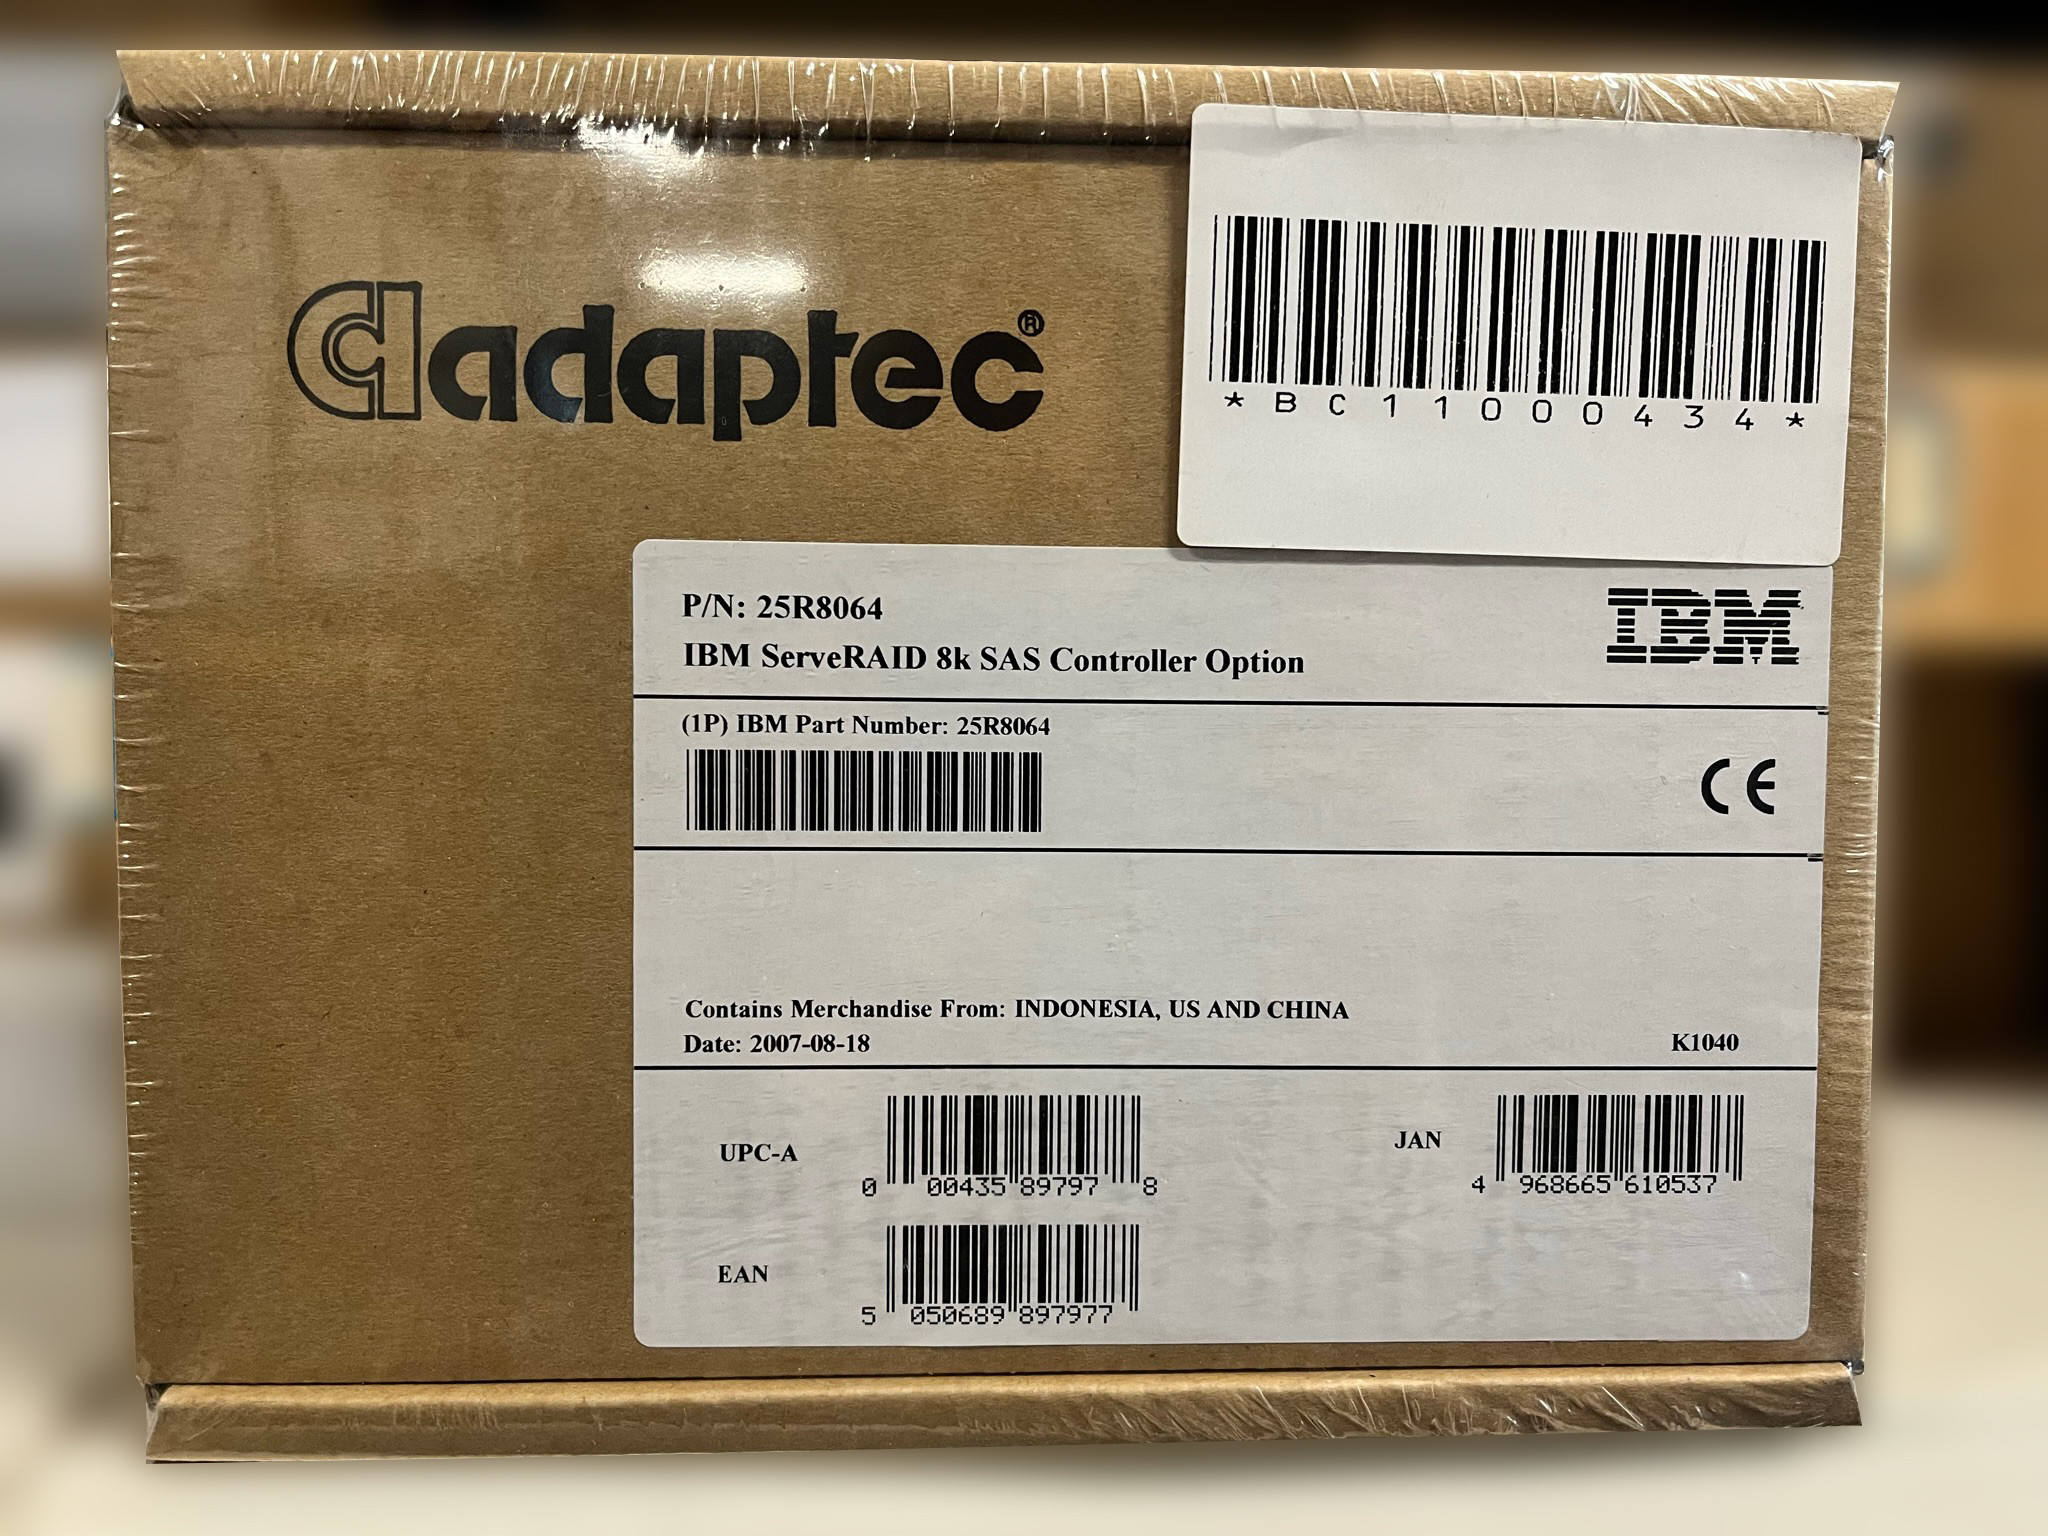 adaptec®
*BC11000434*
P/N: 25R8064
IBM ServeRAID 8k SAS Controller Option
IBM
(1P) IBM Part Number: 25R8064
CE
Contains Merchandise From: INDONESIA, US AND CHINA
Date: 2007-08-18
K1040
UPC-A
0 00435 89797 8
JAN
4 968665 610537
EAN
5 050689 897977